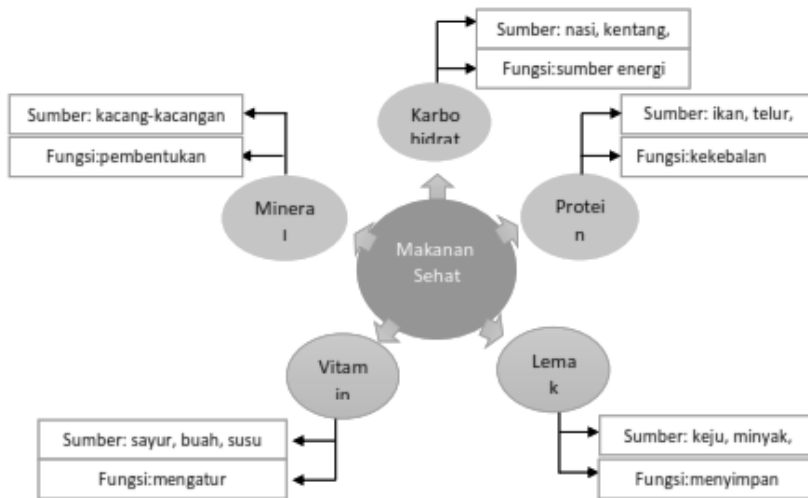 Sumber: nasi, kentang,
Fungsi:sumber energi
Karbo
hidrat
Sumber: kacang-kacangan
Fungsi:pembentukan
Minera
l
Sumber: ikan, telur,
Fungsi:kekebalan
Protei
n
Makanan
Sehat
Vitam
in
Sumber: sayur, buah, susu
Fungsi:mengatur
Lema
k
Sumber: keju, minyak,
Fungsi:menyimpan